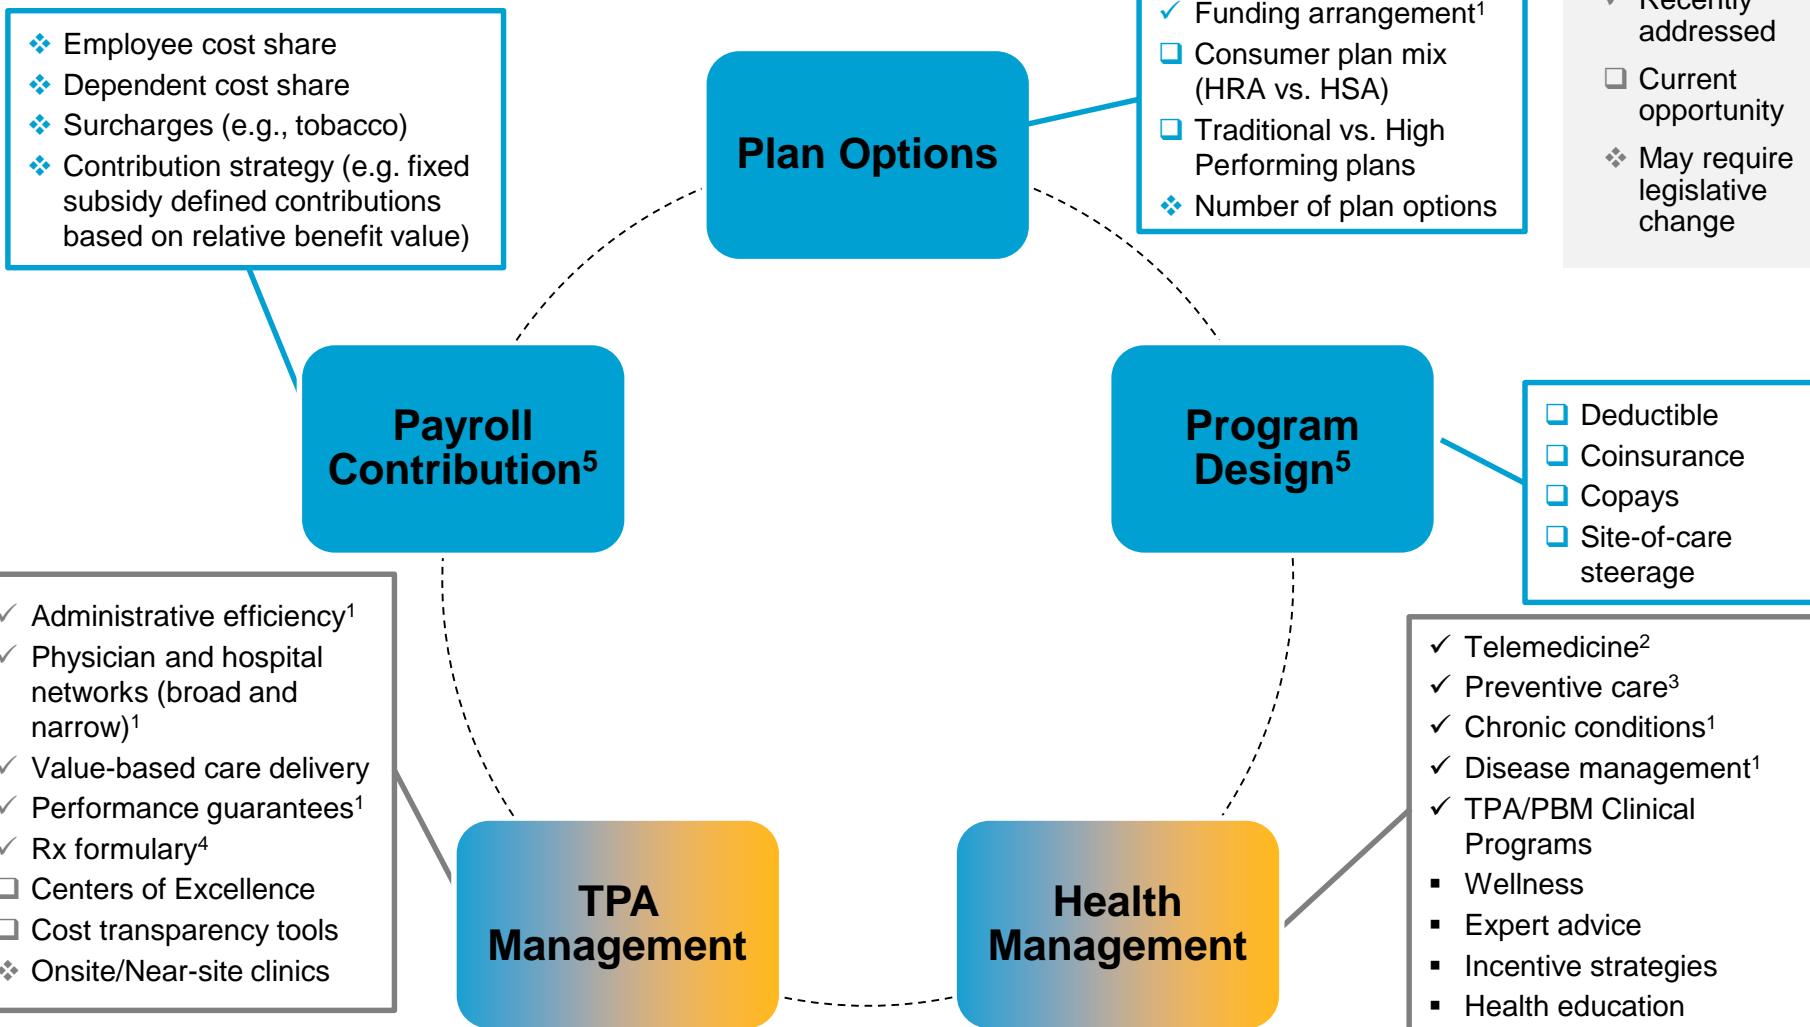 ❖ Employee cost share
❖ Dependent cost share
❖ Surcharges (e.g., tobacco)
❖ Contribution strategy (e.g. fixed
subsidy defined contributions
based on relative benefit value)
Plan Options
✓ Funding arrangement¹
❑ Consumer plan mix
(HRA vs. HSA)
❑ Traditional vs. High
Performing plans
❖ Number of plan options
✓ Recently
addressed
❑ Current
opportunity
❖ May require
legislative
change
Payroll
Contribution⁵
Program
Design⁵
❑ Deductible
❑ Coinsurance
❑ Copays
❑ Site-of-care
steerage
✓ Administrative efficiency¹
✓ Physician and hospital
networks (broad and
narrow)¹
✓ Value-based care delivery
✓ Performance guarantees¹
✓ Rx formulary⁴
❑ Centers of Excellence
❑ Cost transparency tools
❖ Onsite/Near-site clinics
TPA
Management
Health
Management
✓ Telemedicine²
✓ Preventive care³
✓ Chronic conditions¹
✓ Disease management¹
✓ TPA/PBM Clinical
Programs
▪ Wellness
▪ Expert advice
▪ Incentive strategies
▪ Health education